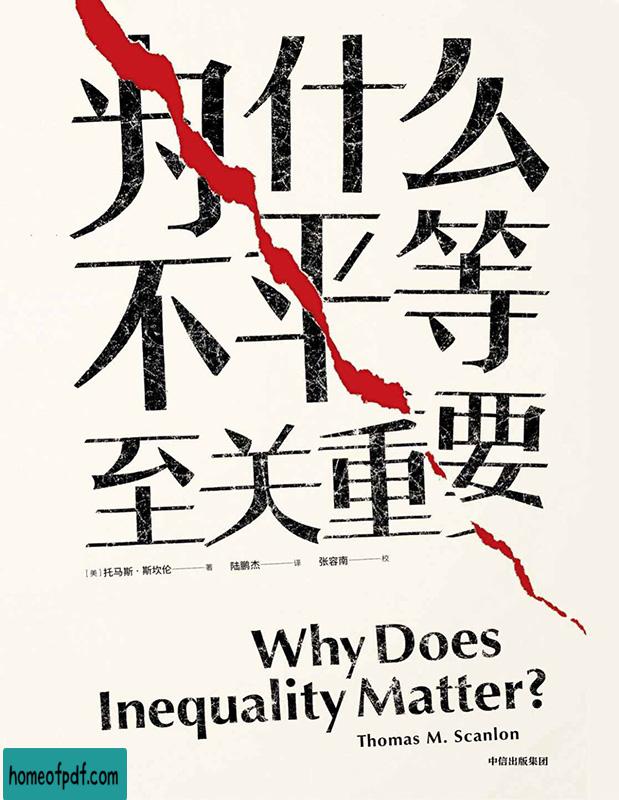 为什么
不平等
至关重要
[美]托马斯·斯坎伦——著 陆鹏杰——译 张容南——校
Why Does
Inequality Matter?
Thomas M. Scanlon
中信出版集团
homeofpdf.com